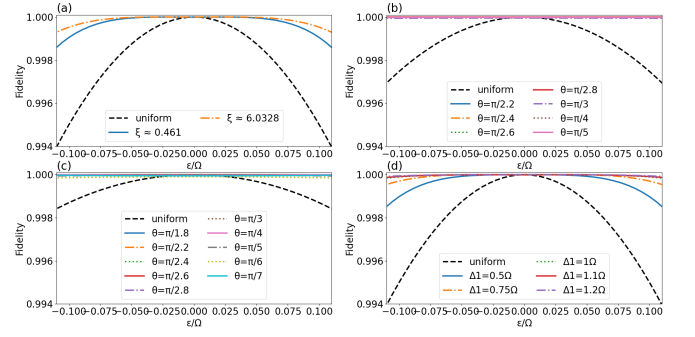 (a)
1.000
0.998
0.996
0.994
Fidelity
uniform
ξ ≈ 0.461
ξ ≈ 6.0328
−0.100 −0.075 −0.050 −0.025 0.000 0.025 0.050 0.075 0.100
ε/Ω
(b)
1.000
0.998
0.996
0.994
Fidelity
uniform
θ=π/2.2
θ=π/2.4
θ=π/2.6
θ=π/2.8
θ=π/3
θ=π/4
θ=π/5
−0.100 −0.075 −0.050 −0.025 0.000 0.025 0.050 0.075 0.100
ε/Ω
(c)
1.000
0.998
0.996
0.994
Fidelity
uniform
θ=π/1.8
θ=π/2.2
θ=π/2.4
θ=π/2.6
θ=π/2.8
θ=π/3
θ=π/4
θ=π/5
θ=π/6
θ=π/7
−0.100 −0.075 −0.050 −0.025 0.000 0.025 0.050 0.075 0.100
ε/Ω
(d)
1.000
0.998
0.996
0.994
Fidelity
uniform
Δ1=0.5Ω
Δ1=0.75Ω
Δ1=1Ω
Δ1=1.1Ω
Δ1=1.2Ω
−0.100 −0.075 −0.050 −0.025 0.000 0.025 0.050 0.075 0.100
ε/Ω